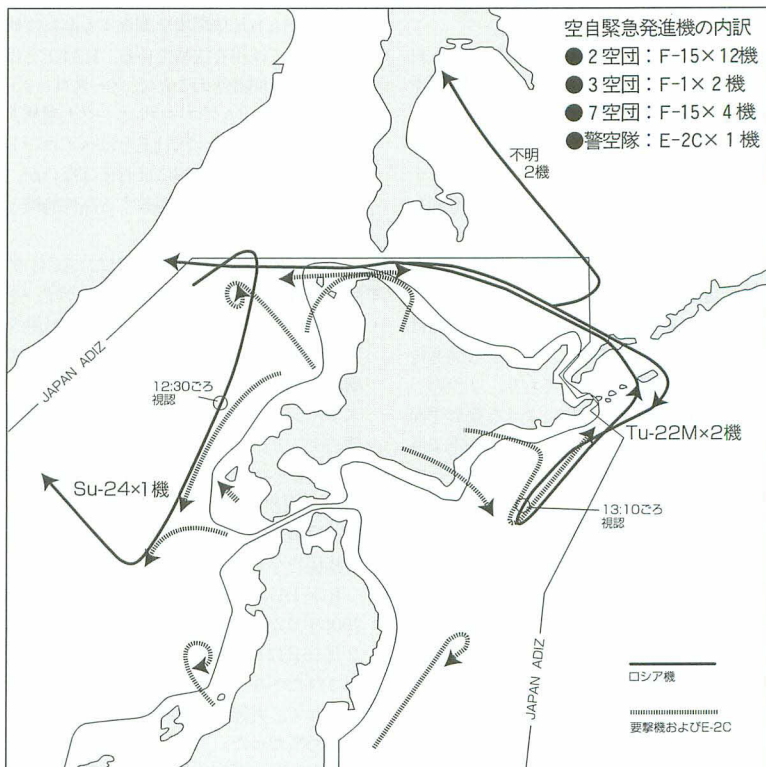 空自緊急発進機の内訳
●2空団：F-15×12機
●3空団：F-1×2機
●7空団：F-15×4機
●警空隊：E-2C×1機
不明
2機
JAPAN ADIZ
12:30ごろ
視認
Su-24×1機
Tu-22M×2機
13:10ごろ
視認
JAPAN ADIZ
ロシア機
要撃機およびE-2C